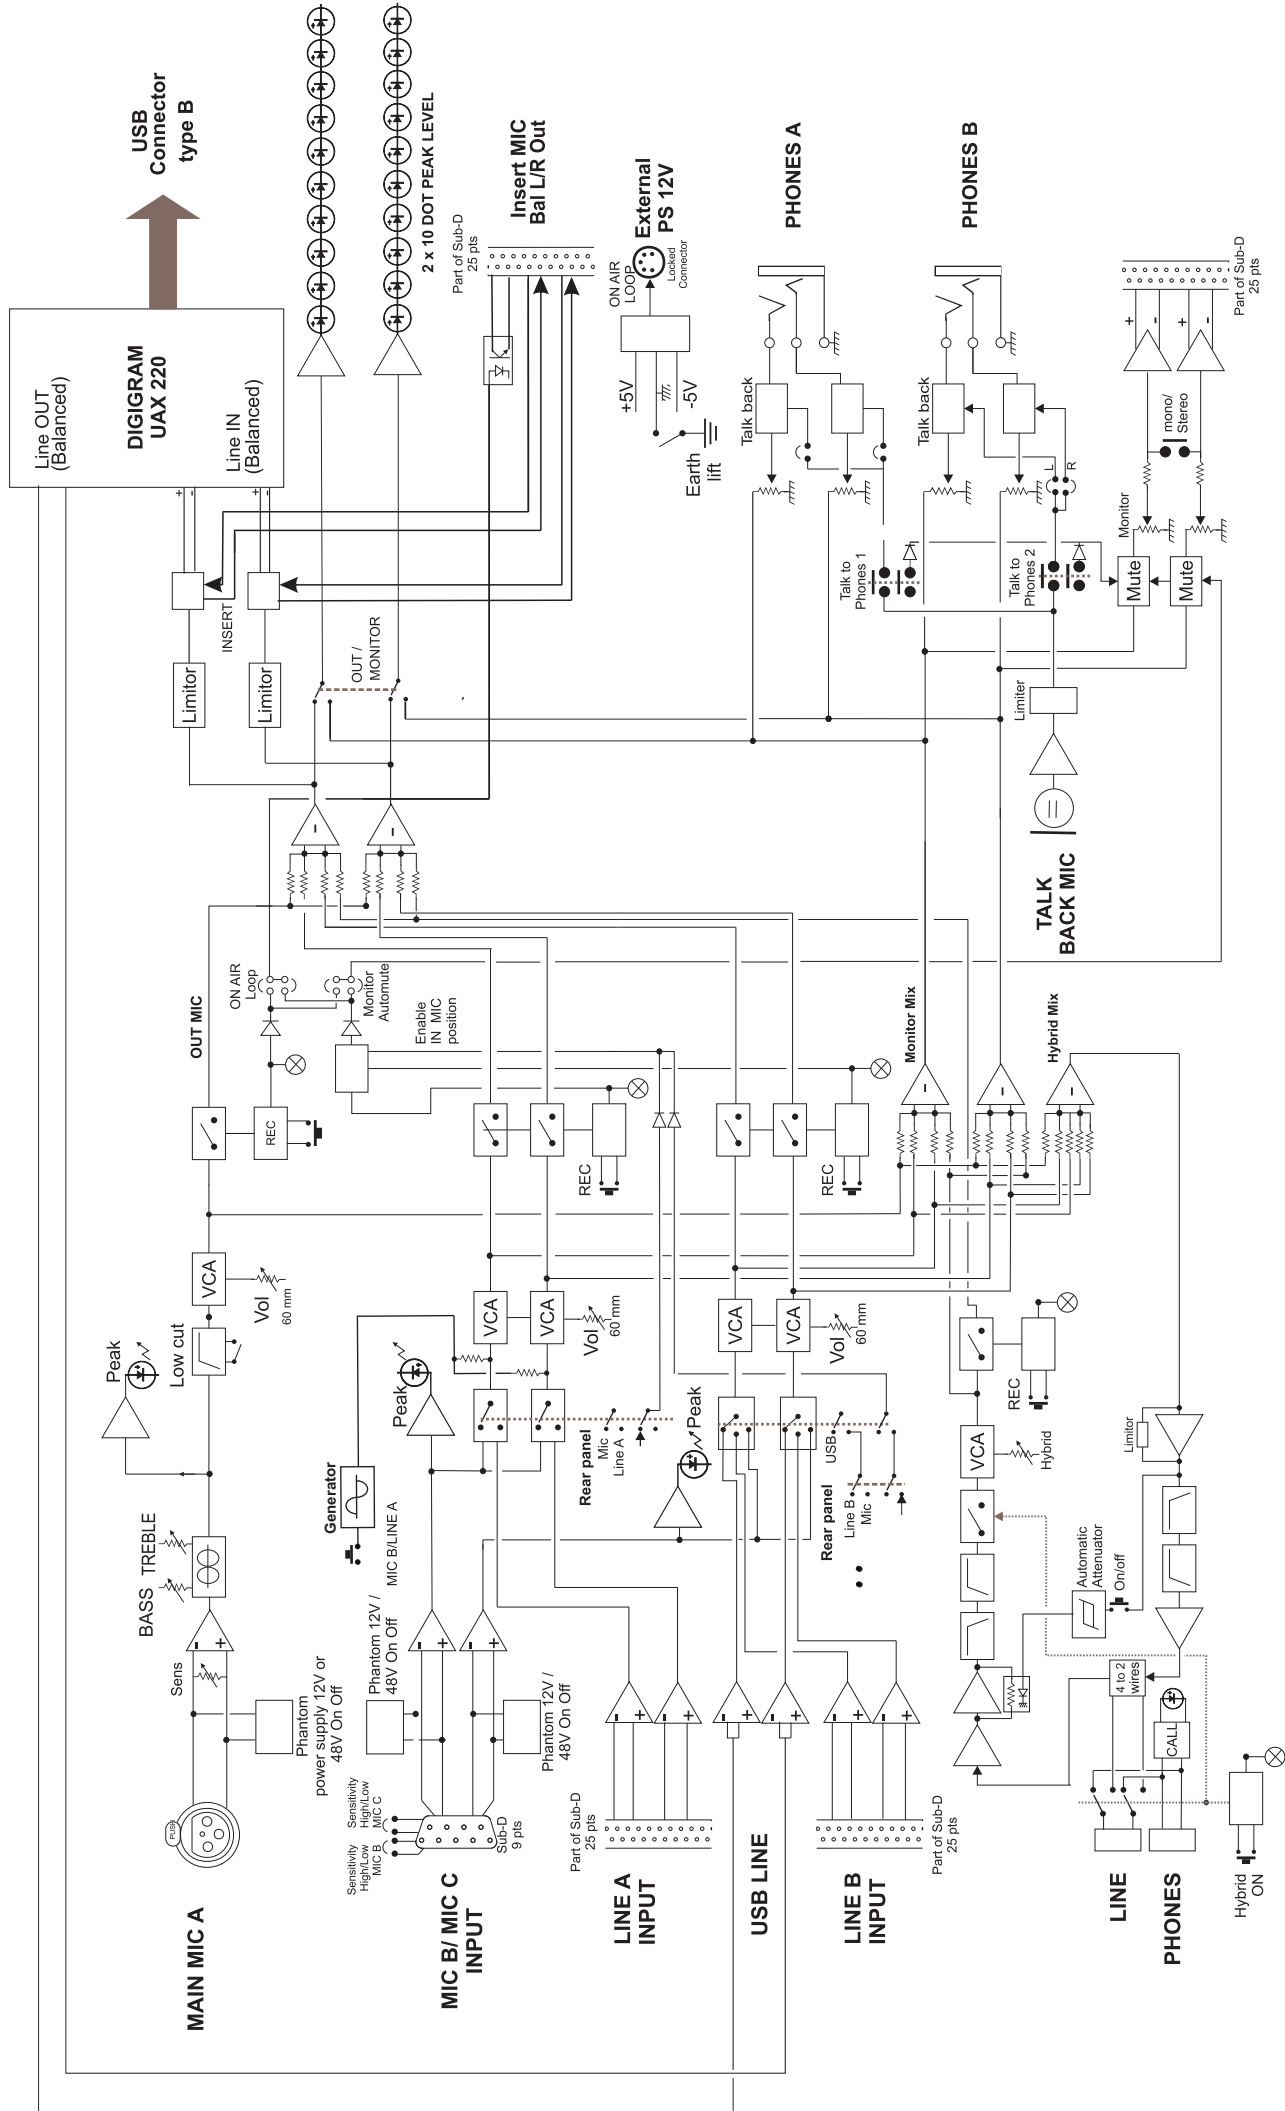 MAIN MIC A
PUSH
Phantom
power supply 12V or
48V On Off
Sens
-
+
BASS
TREBLE
Peak
Low cut
VCA
Vol
60 mm
REC
OUT MIC
ON AIR
Loop
Monitor
Automute
Enable
IN MIC
position
Limitor
Limitor
INSERT
OUT /
MONITOR
+
-
+
-
Line OUT
(Balanced)
DIGIGRAM
UAX 220
Line IN
(Balanced)
USB
Connector
type B
2 x 10 DOT PEAK LEVEL
MIC B/ MIC C
INPUT
Sensitivity
High/Low
MIC B
Sensitivity
High/Low
MIC C
Sub-D
9 pts
Phantom 12V /
48V On Off
Phantom 12V /
48V On Off
-
+
-
+
MIC B/LINE A
Generator
Peak
VCA
VCA
Vol
60 mm
REC
Rear panel
Mic
Line A
Part of Sub-D
25 pts
Insert MIC
Bal L/R Out
LINE A
INPUT
Part of Sub-D
25 pts
-
+
-
+
ON AIR
LOOP
External
PS 12V
Locked
Connector
+5V
-5V
Earth
lift
USB LINE
-
+
-
+
Peak
VCA
VCA
Vol
60 mm
REC
USB
Rear panel
Line B
Mic
LINE B
INPUT
Part of Sub-D
25 pts
-
+
-
+
Monitor Mix
Hybrid Mix
Talk back
PHONES A
Talk back
PHONES B
Talk to
Phones 1
Talk to
Phones 2
L
R
TALK
BACK MIC
Limiter
Mute
Mute
Monitor
mono/
Stereo
+
-
+
-
Part of Sub-D
25 pts
VCA
Hybrid
REC
Limitor
Automatic
Attenuator
On/off
4 to 2
wires
CALL
LINE
PHONES
Hybrid
ON